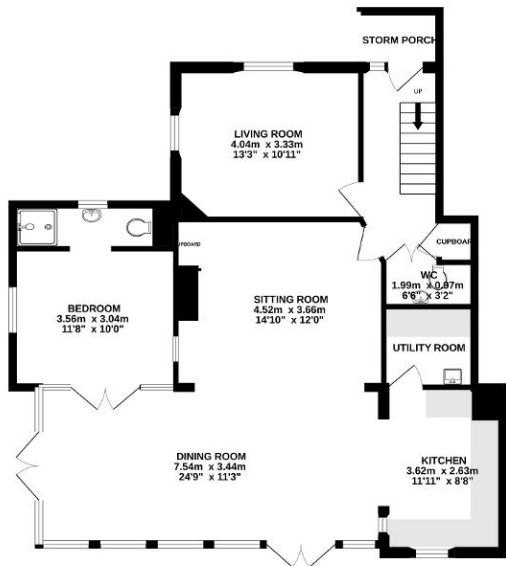 STORM PORCH
UP
LIVING ROOM
4.04m x 3.33m
13'3" x 10'11"
CUPBOARD
UPBOARD
WC
1.99m x 0.97m
6'6" x 3'2"
SITTING ROOM
4.52m x 3.66m
14'10" x 12'0"
BEDROOM
3.56m x 3.04m
11'8" x 10'0"
UTILITY ROOM
DINING ROOM
7.54m x 3.44m
24'9" x 11'3"
KITCHEN
3.62m x 2.63m
11'11" x 8'8"